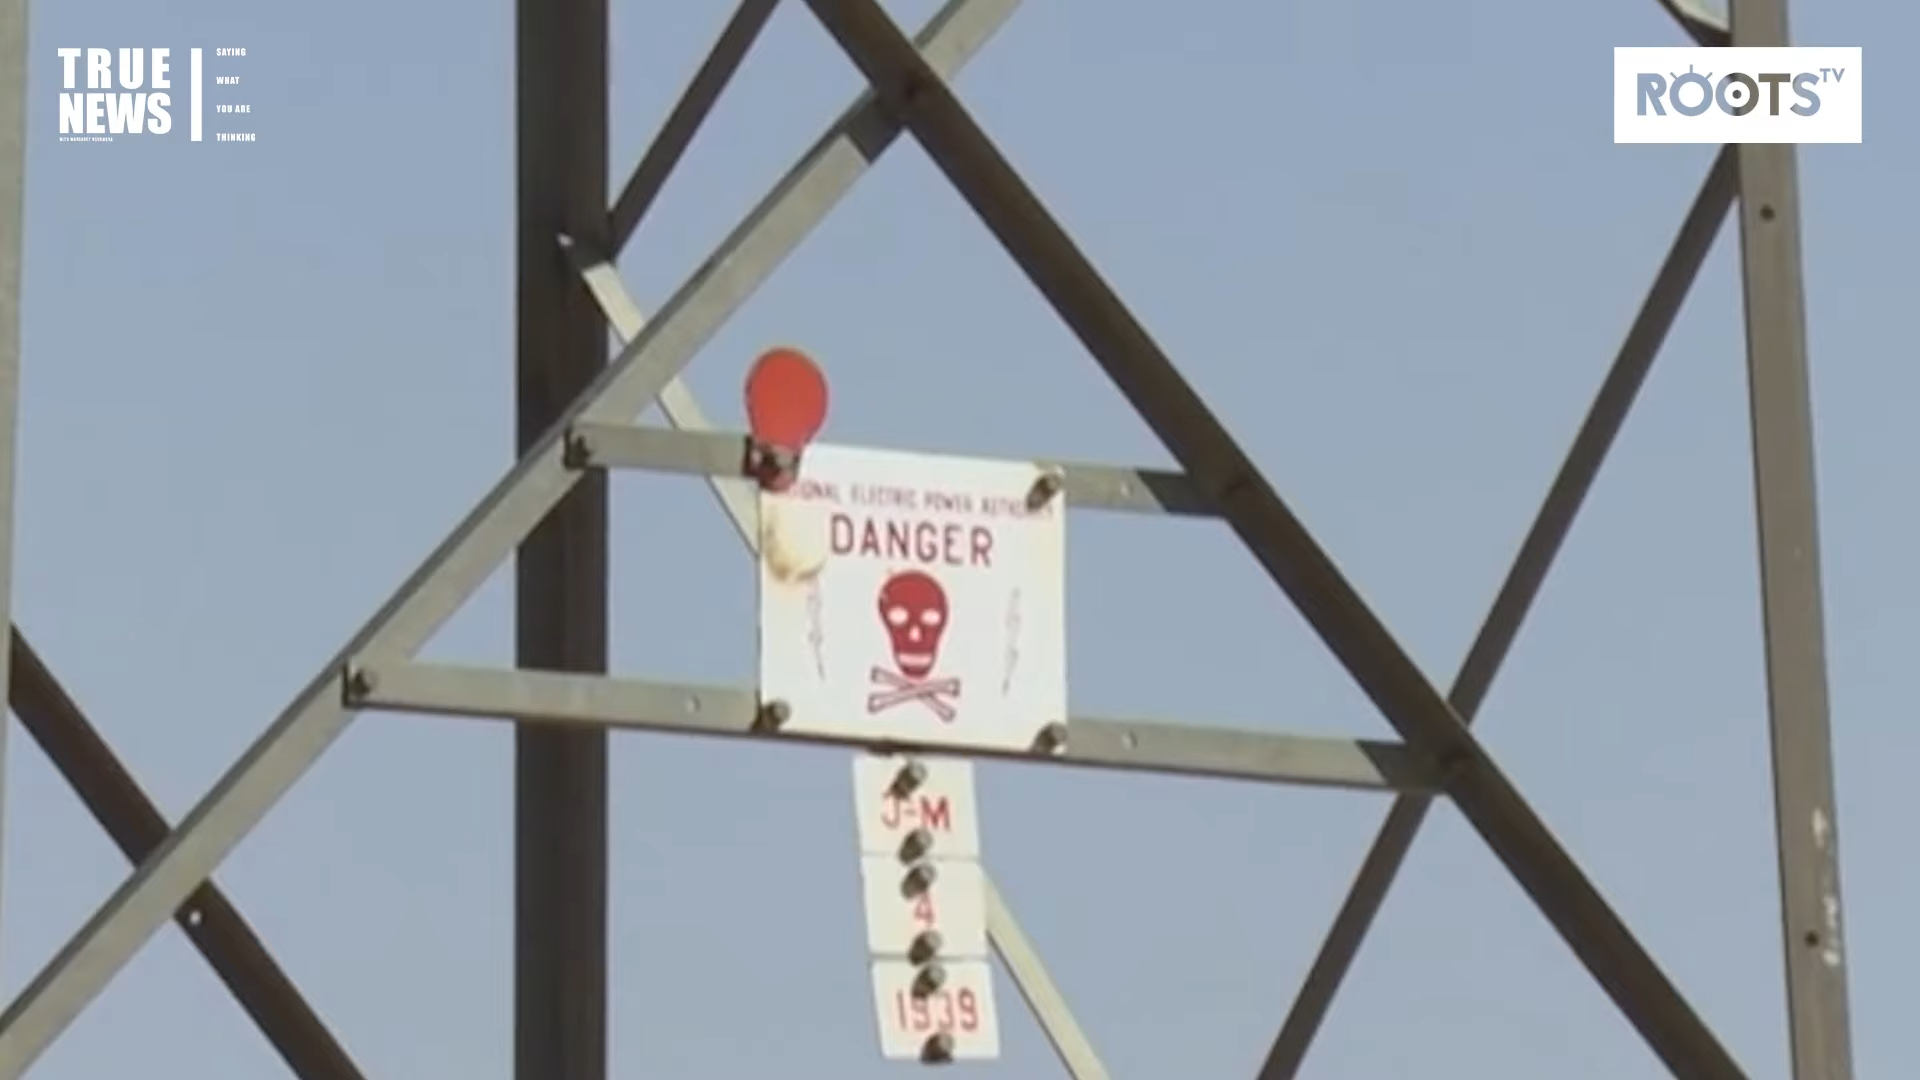 TRUE
NEWS
SAYING
WHAT
YOU ARE
THINKING
ROOTS TV
ELECTRIC POWER
DANGER
J-M
4
1939